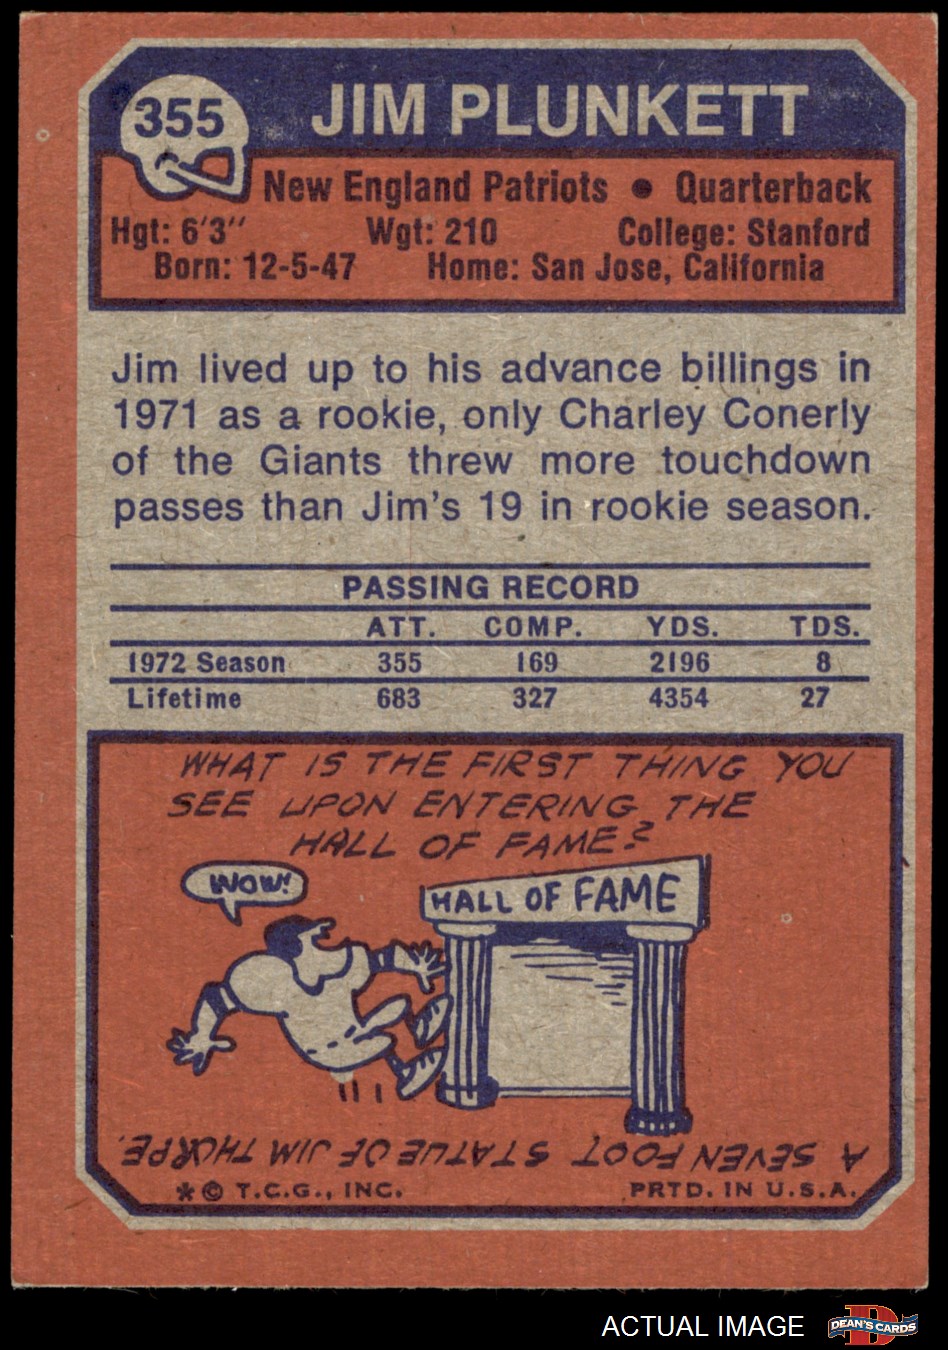 355
JIM PLUNKETT
New England Patriots • Quarterback
Hgt: 6'3" Wgt: 210 College: Stanford
Born: 12-5-47 Home: San Jose, California
Jim lived up to his advance billings in
1971 as a rookie, only Charley Conerly
of the Giants threw more touchdown
passes than Jim's 19 in rookie season.
PASSING RECORD
ATT. COMP. YDS. TDS.
1972 Season 355 169 2196 8
Lifetime 683 327 4354 27
WHAT IS THE FIRST THING YOU
SEE UPON ENTERING THE
HALL OF FAME?
WOW!
HALL OF FAME
A SEVEN FOOT STATUE OF JIM THORPE.
*© T.C.G., INC. PRTD. IN U.S.A.
ACTUAL IMAGE
DEAN'S CARDS